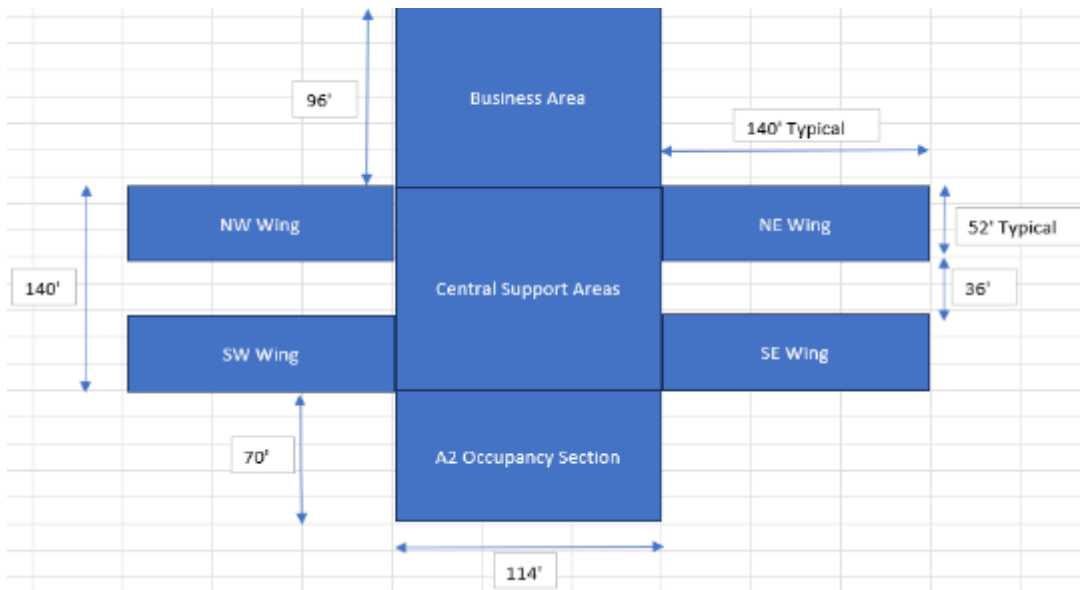 96'
Business Area
140' Typical
NW Wing
NE Wing
52' Typical
140'
Central Support Areas
36'
SW Wing
SE Wing
70'
A2 Occupancy Section
114'